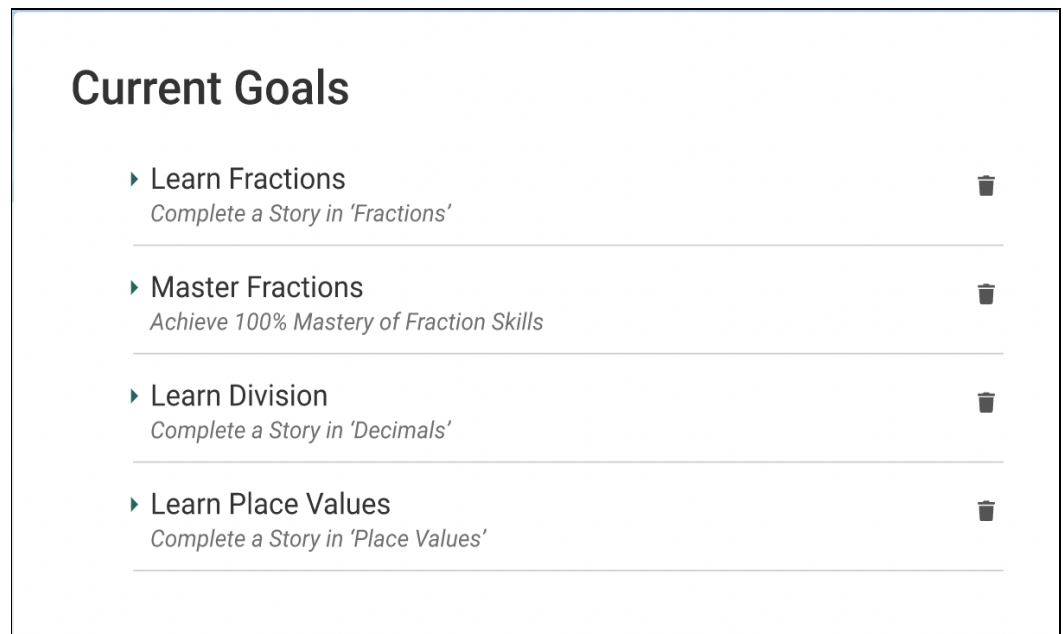 Current Goals
Learn Fractions
Complete a Story in ‘Fractions’
Master Fractions
Achieve 100% Mastery of Fraction Skills
Learn Division
Complete a Story in ‘Decimals’
Learn Place Values
Complete a Story in ‘Place Values’